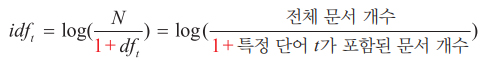 idf_t = log(N / (1 + df_t)) = log(전체 문서 개수 / (1 + 특정 단어 t가 포함된 문서 개수))